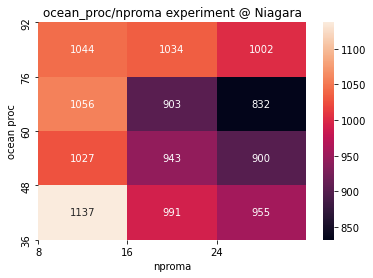 ocean_proc/nproma experiment @ Niagara
92
1044 1034 1002
1100
76
1056 903 832
1050
ocean proc
60
1000
1027 943 900
950
48
1137 991 955
900
850
36
8 16 24
nproma